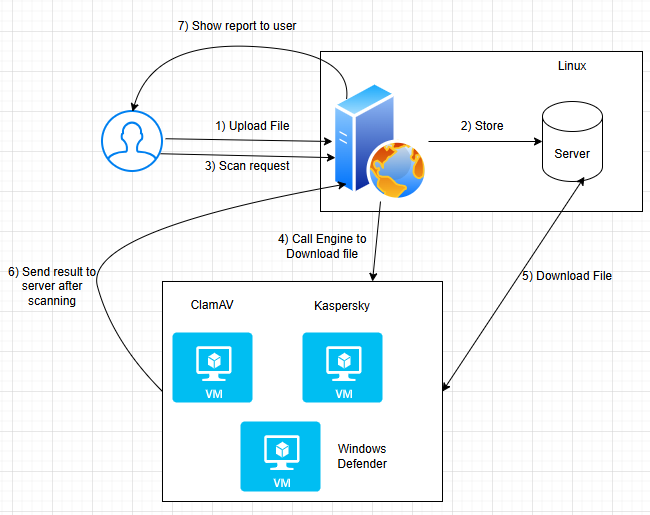 7) Show report to user
Linux
1) Upload File
2) Store
Server
3) Scan request
4) Call Engine to
Download file
6) Send result to
server after
scanning
5) Download File
ClamAV
Kaspersky
VM
VM
Windows
Defender
VM